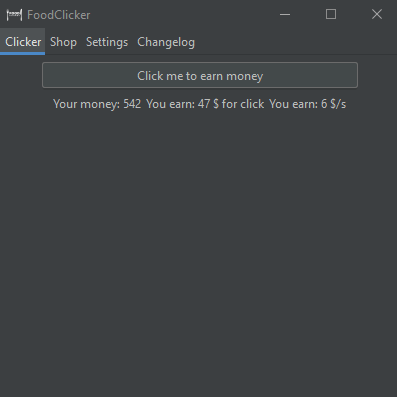 FoodClicker
Clicker Shop Settings Changelog
Click me to earn money
Your money: 542 You earn: 47 $ for click You earn: 6 $/s